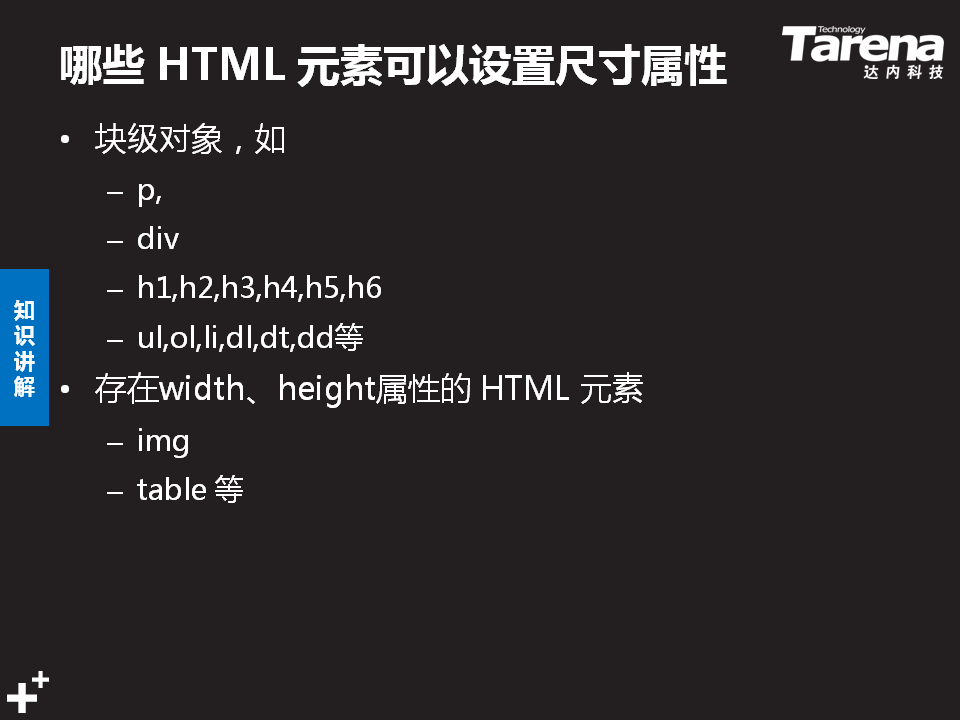 哪些 HTML 元素可以设置尺寸属性
Technology
Tarena
达内科技
• 块级对象，如
– p,
– div
– h1,h2,h3,h4,h5,h6
– ul,ol,li,dl,dt,dd等
• 存在width、height属性的 HTML 元素
– img
– table 等
知识讲解